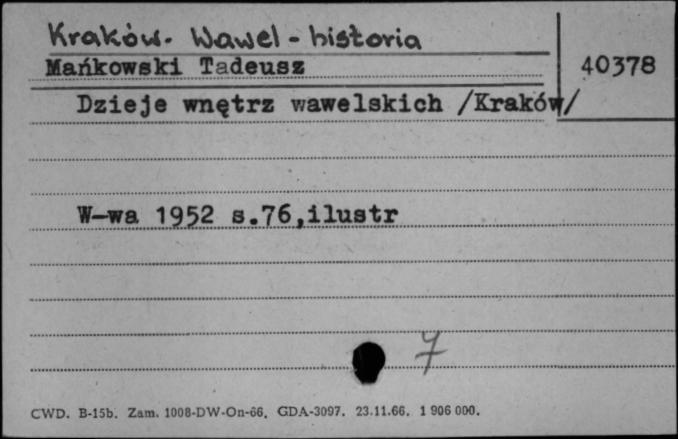 Kraków. Wawel - historia
Mańkowski Tadeusz
40378
Dzieje wnętrz wawelskich /Kraków/
W-wa 1952 s.76,ilustr
7
CWD. B-15b. Zam. 1008-DW-On-66. GDA-3097. 23.11.66. 1 906 000.